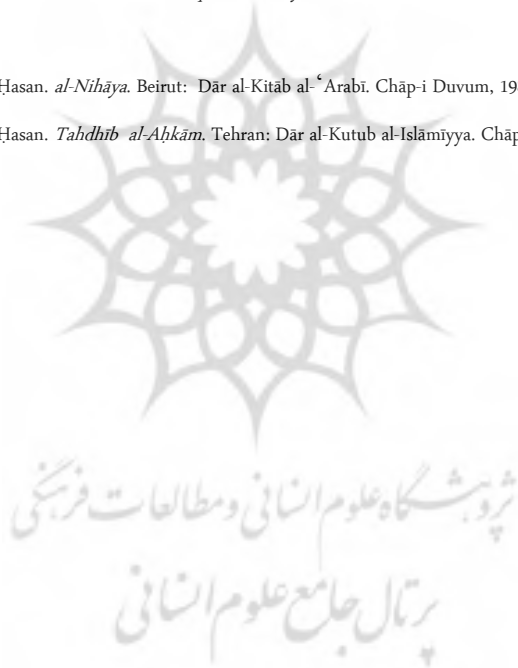 Ḥasan. al-Nihāya. Beirut: Dār al-Kitāb al-ʿArabī. Chāp-i Duvum, 19
Ḥasan. Tahdhīb al-Aḥkām. Tehran: Dār al-Kutub al-Islāmīyya. Chāp
پژوهشگاه علوم انسانی و مطالعات فرهنگی
پرتال جامع علوم انسانی